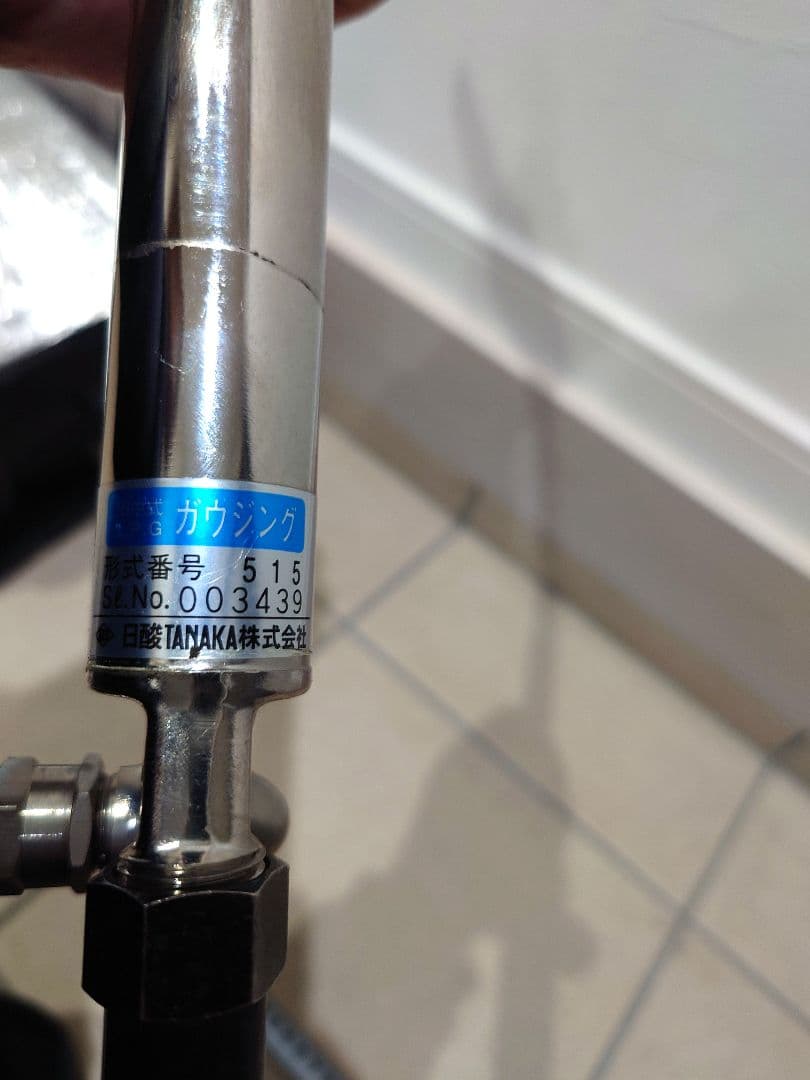 式
G ガウジング
形式番号 515
Sℓ.No. 003439
日酸TANAKA株式会社